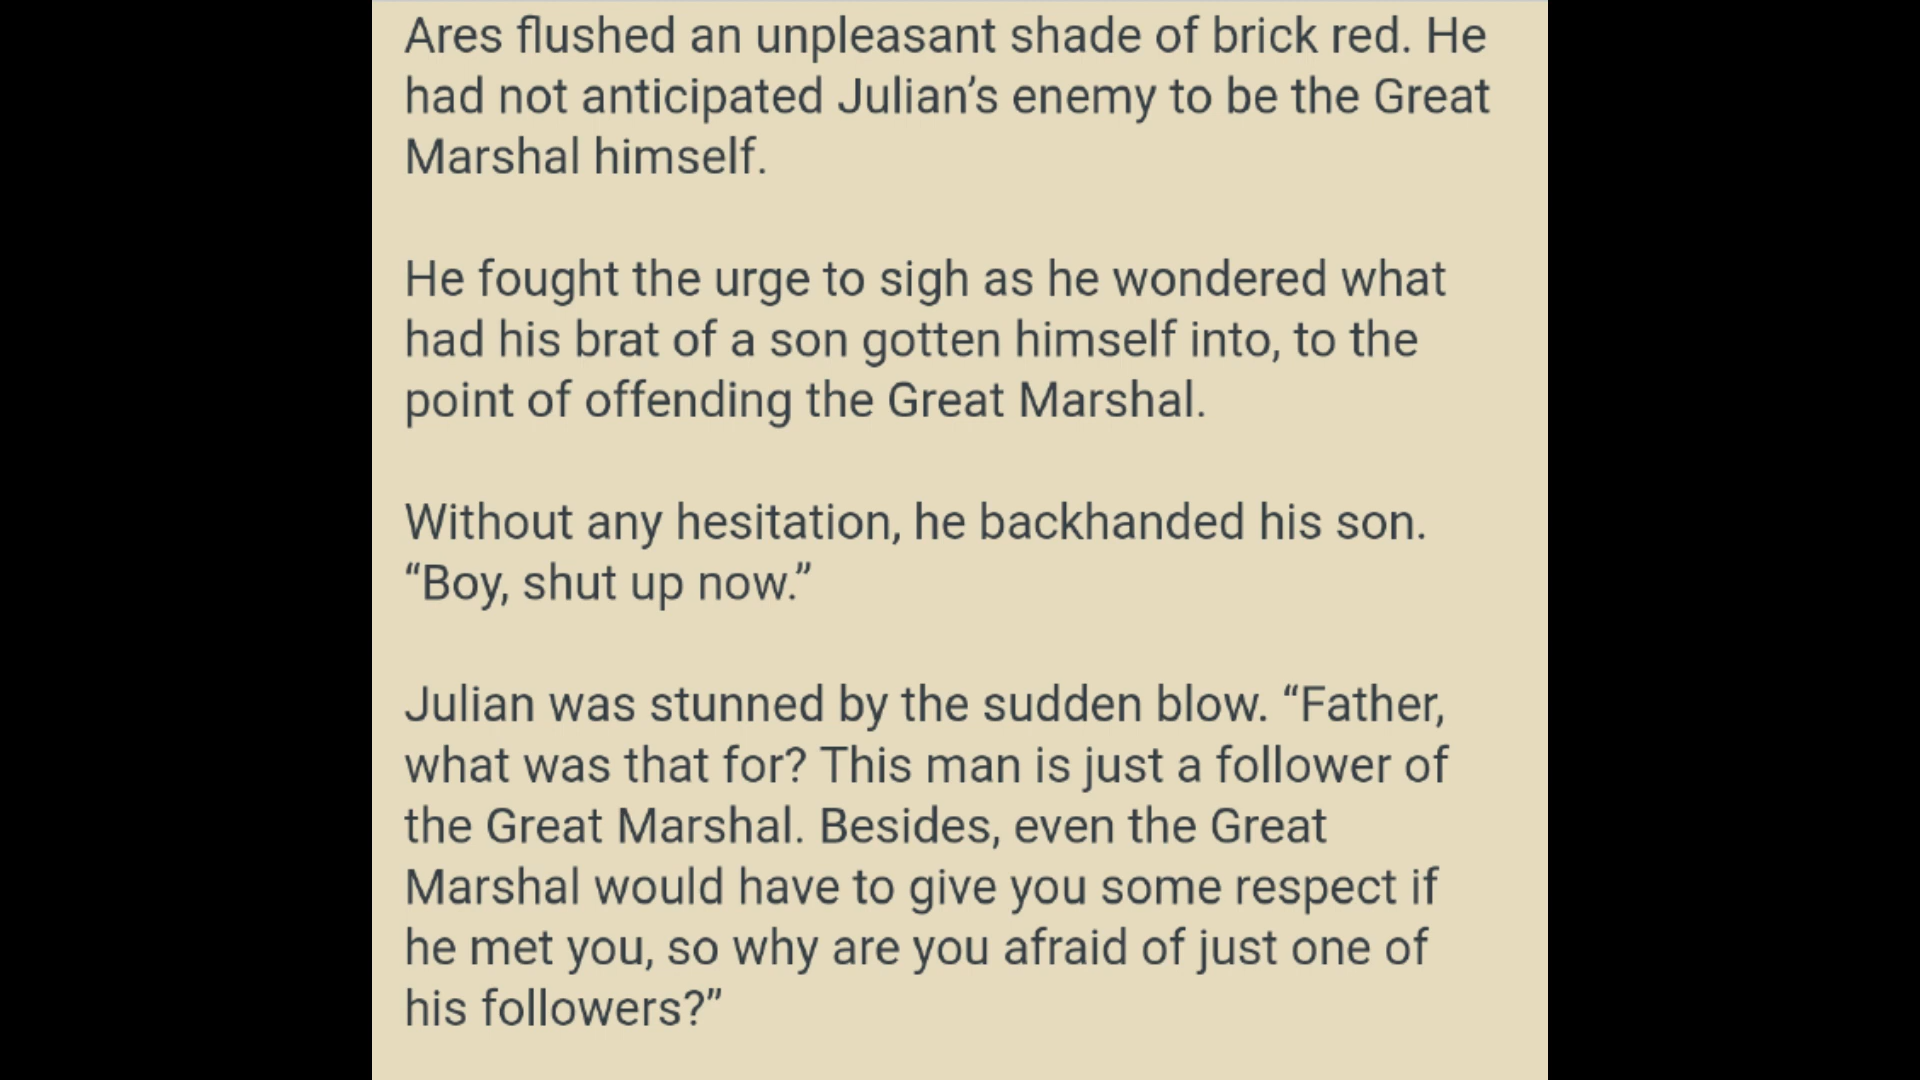 Ares flushed an unpleasant shade of brick red. He
had not anticipated Julian’s enemy to be the Great
Marshal himself.
He fought the urge to sigh as he wondered what
had his brat of a son gotten himself into, to the
point of offending the Great Marshal.
Without any hesitation, he backhanded his son.
“Boy, shut up now.”
Julian was stunned by the sudden blow. “Father,
what was that for? This man is just a follower of
the Great Marshal. Besides, even the Great
Marshal would have to give you some respect if
he met you, so why are you afraid of just one of
his followers?”